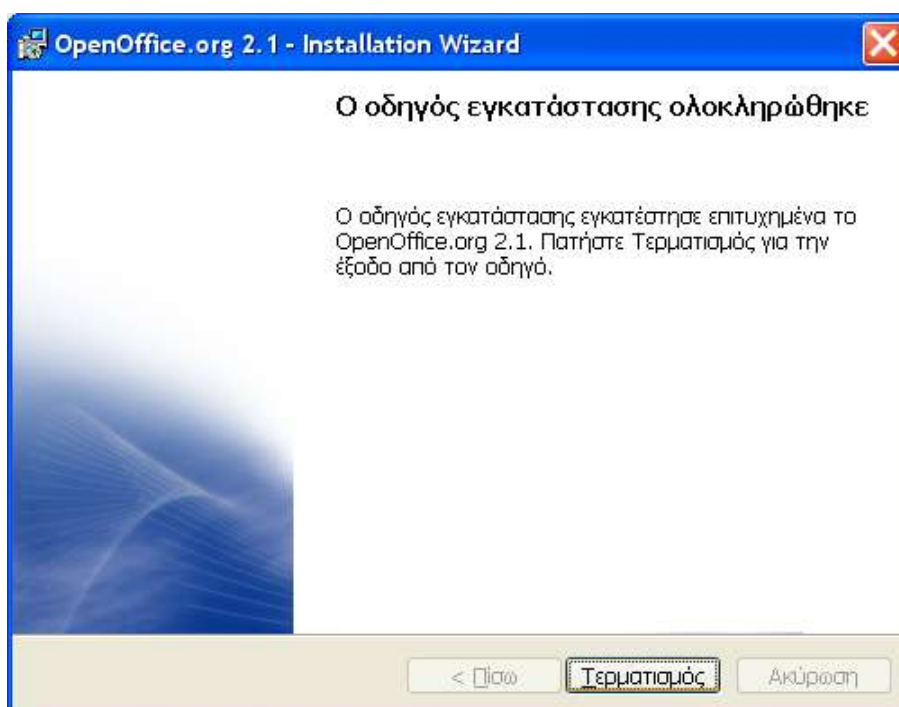 OpenOffice.org 2.1 - Installation Wizard
Ο οδηγός εγκατάστασης ολοκληρώθηκε
Ο οδηγός εγκατάστασης εγκατέστησε επιτυχημένα το
OpenOffice.org 2.1. Πατήστε Τερματισμός για την
έξοδο από τον οδηγό.
< Πίσω Τερματισμός Ακύρωση